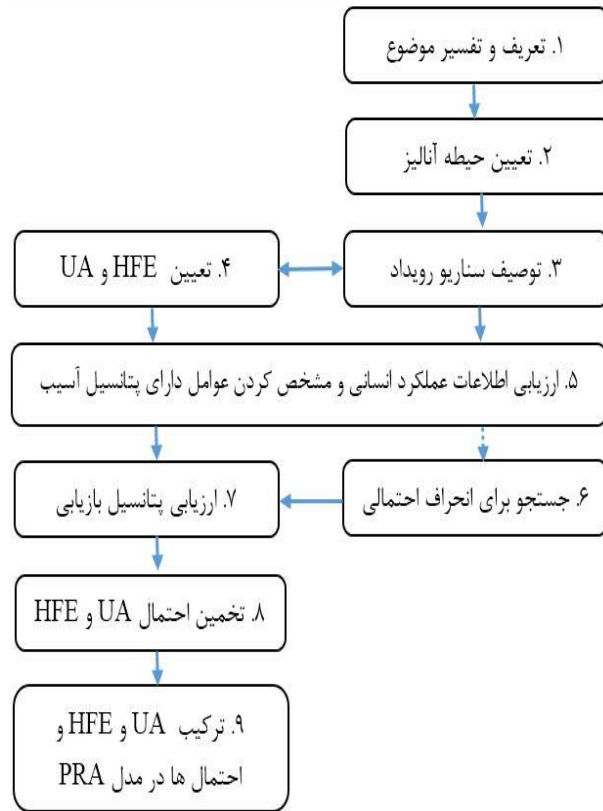 ۱. تعریف و تفسیر موضوع
۲. تعیین حیطه آنالیز
۳. توصیف سناریو رویداد
۴. تعیین HFE و UA
۵. ارزیابی اطلاعات عملکرد انسانی و مشخص کردن عوامل دارای پتانسیل آسیب
۶. جستجو برای انحراف احتمالی
۷. ارزیابی پتانسیل بازیابی
۸. تخمین احتمال UA و HFE
۹. ترکیب UA و HFE و
احتمال ها در مدل PRA